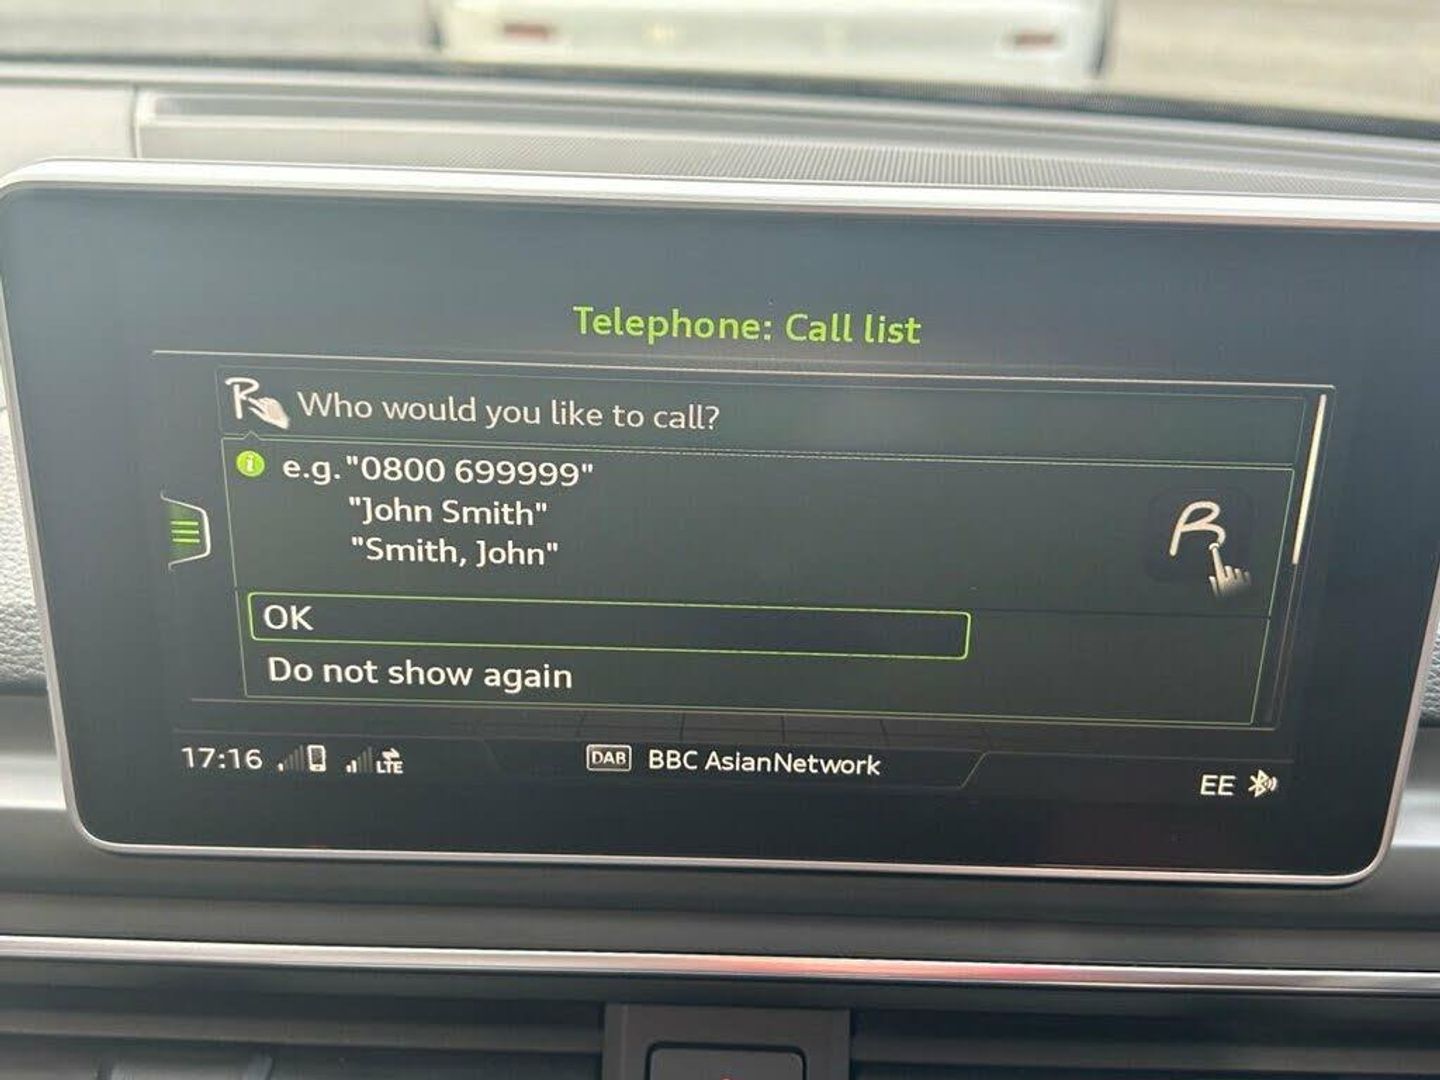 Telephone: Call list
R Who would you like to call?
i e.g. "0800 699999"
"John Smith"
"Smith, John"
R
OK
Do not show again
17:16 LTE DAB BBC AsianNetwork EE